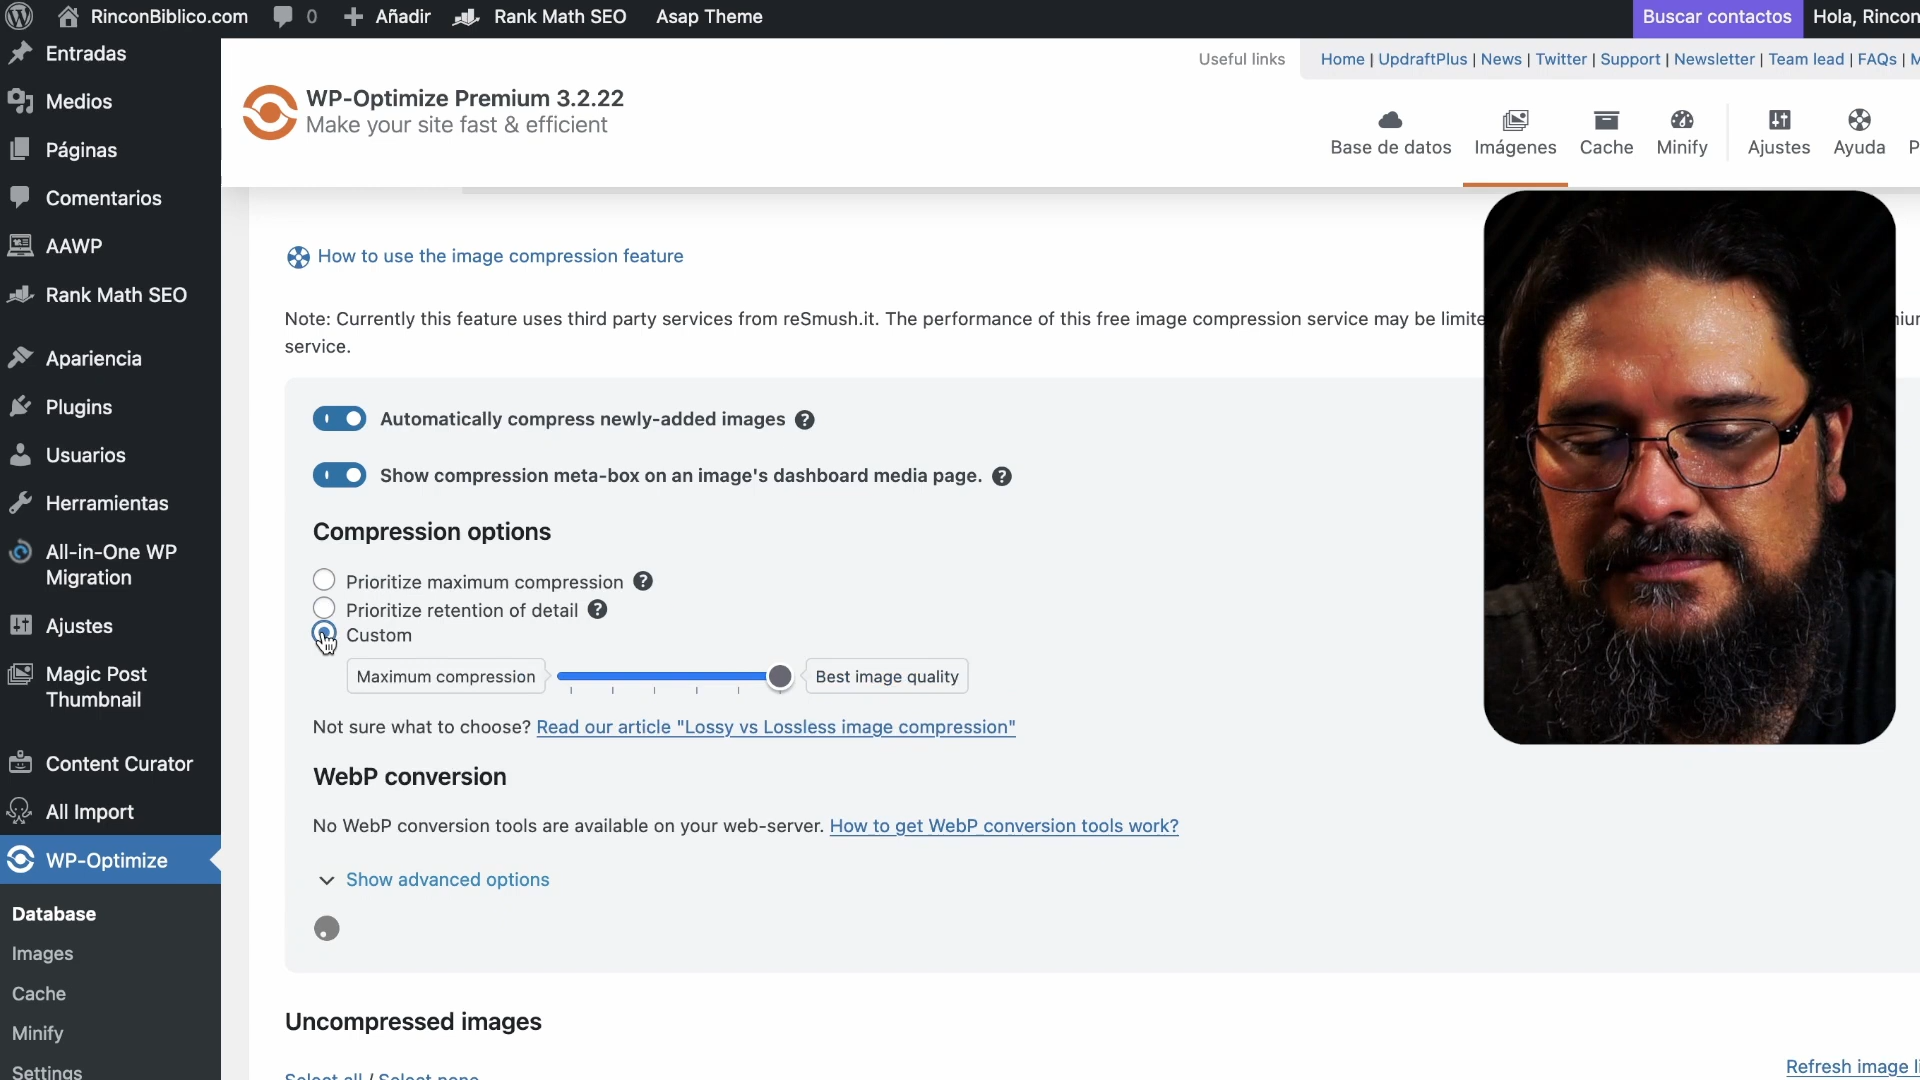 RinconBiblico.com 0 Añadir Rank Math SEO Asap Theme Buscar contactos Hola, Rincon
Entradas
Medios
Páginas
Comentarios
AAWP
Rank Math SEO
Apariencia
Plugins
Usuarios
Herramientas
All-in-One WP
Migration
Ajustes
Magic Post
Thumbnail
Content Curator
All Import
WP-Optimize
Database
Images
Cache
Minify
Settings
Useful links Home | UpdraftPlus | News | Twitter | Support | Newsletter | Team lead | FAQs |
WP-Optimize Premium 3.2.22
Make your site fast & efficient
Base de datos Imágenes Cache Minify Ajustes Ayuda
How to use the image compression feature
Note: Currently this feature uses third party services from reSmush.it. The performance of this free image compression service may be limite
service.
Automatically compress newly-added images ?
Show compression meta-box on an image's dashboard media page. ?
Compression options
Prioritize maximum compression ?
Prioritize retention of detail ?
Custom
Maximum compression Best image quality
Not sure what to choose? Read our article "Lossy vs Lossless image compression"
WebP conversion
No WebP conversion tools are available on your web-server. How to get WebP conversion tools work?
Show advanced options
Uncompressed images
Refresh image li
Select all / Select none